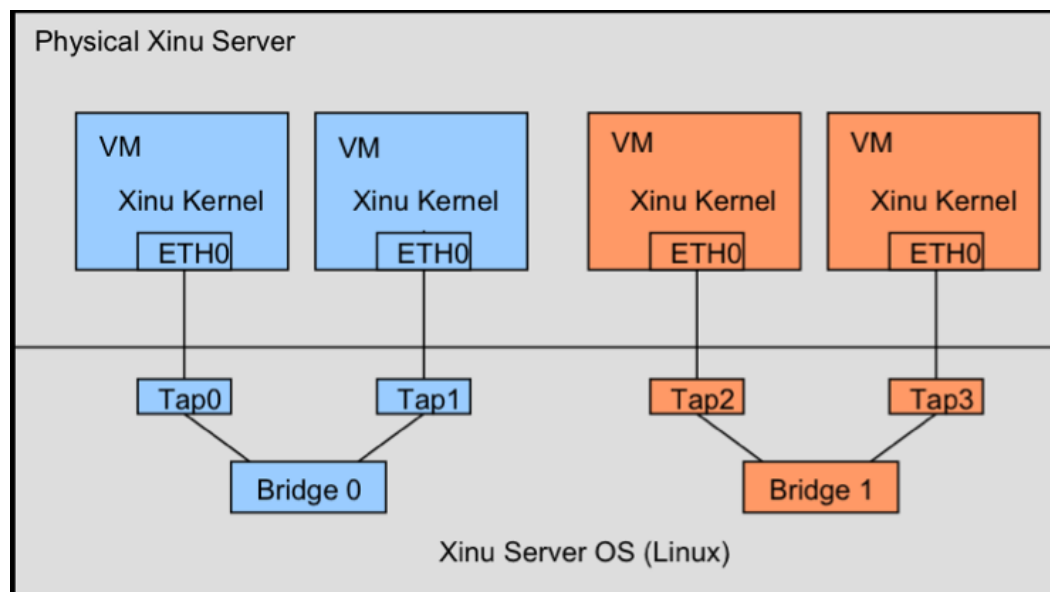 Physical Xinu Server
VM
Xinu Kernel
ETH0
VM
Xinu Kernel
ETH0
VM
Xinu Kernel
ETH0
VM
Xinu Kernel
ETH0
Tap0
Tap1
Tap2
Tap3
Bridge 0
Bridge 1
Xinu Server OS (Linux)